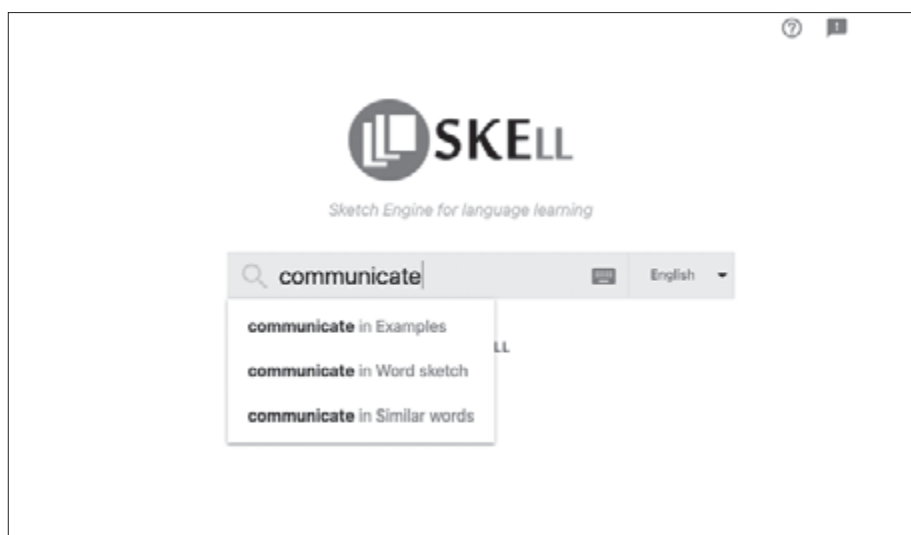 SKELL
Sketch Engine for language learning
communicate
English
communicate in Examples
LL
communicate in Word sketch
communicate in Similar words